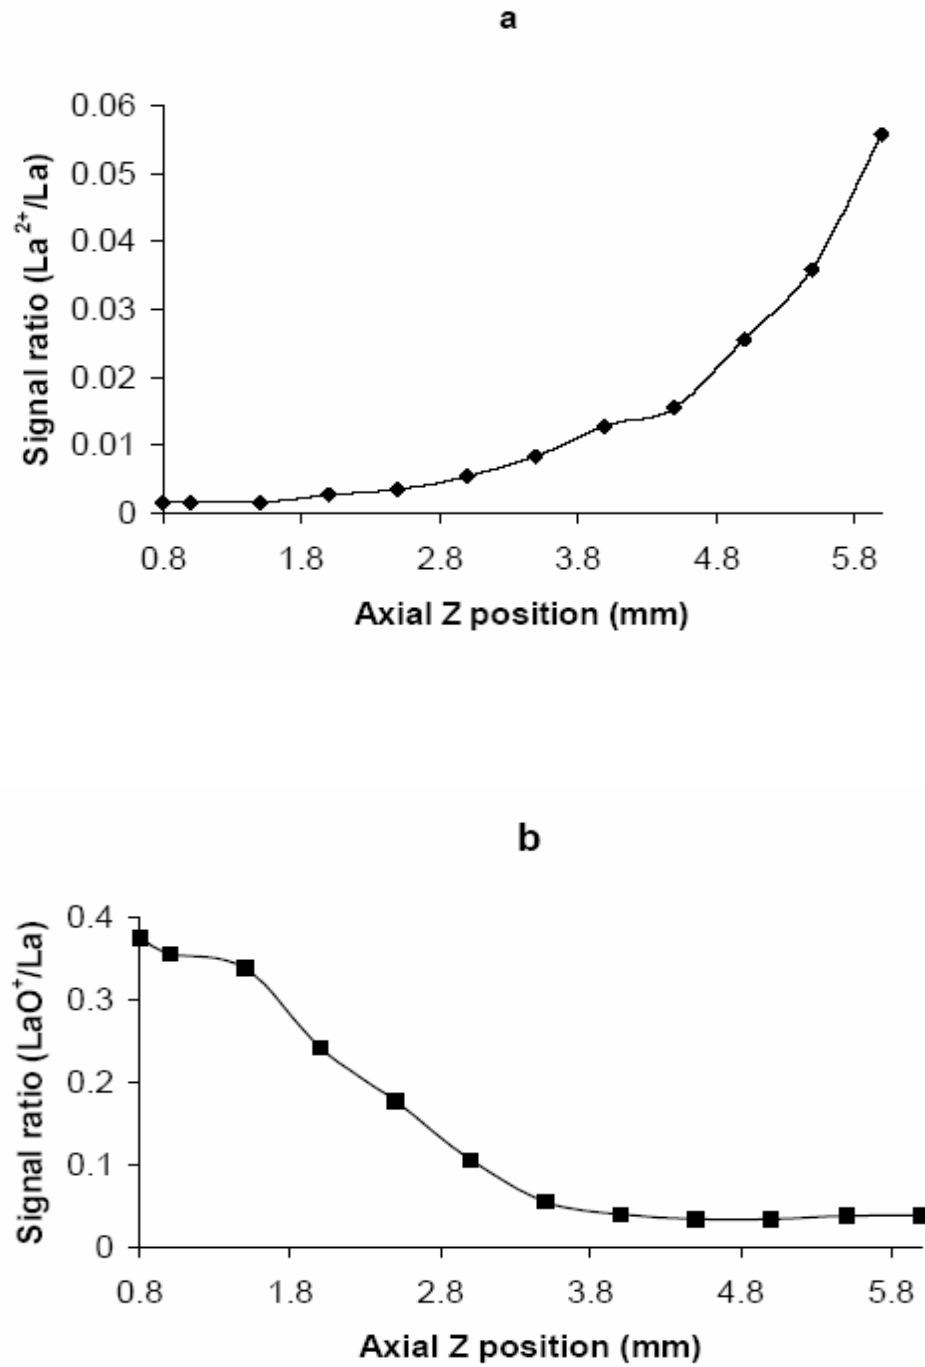 a
Signal ratio (La²⁺/La)
0.06
0.05
0.04
0.03
0.02
0.01
0
0.8 1.8 2.8 3.8 4.8 5.8
Axial Z position (mm)
b
Signal ratio (LaO⁺/La)
0.4
0.3
0.2
0.1
0
0.8 1.8 2.8 3.8 4.8 5.8
Axial Z position (mm)